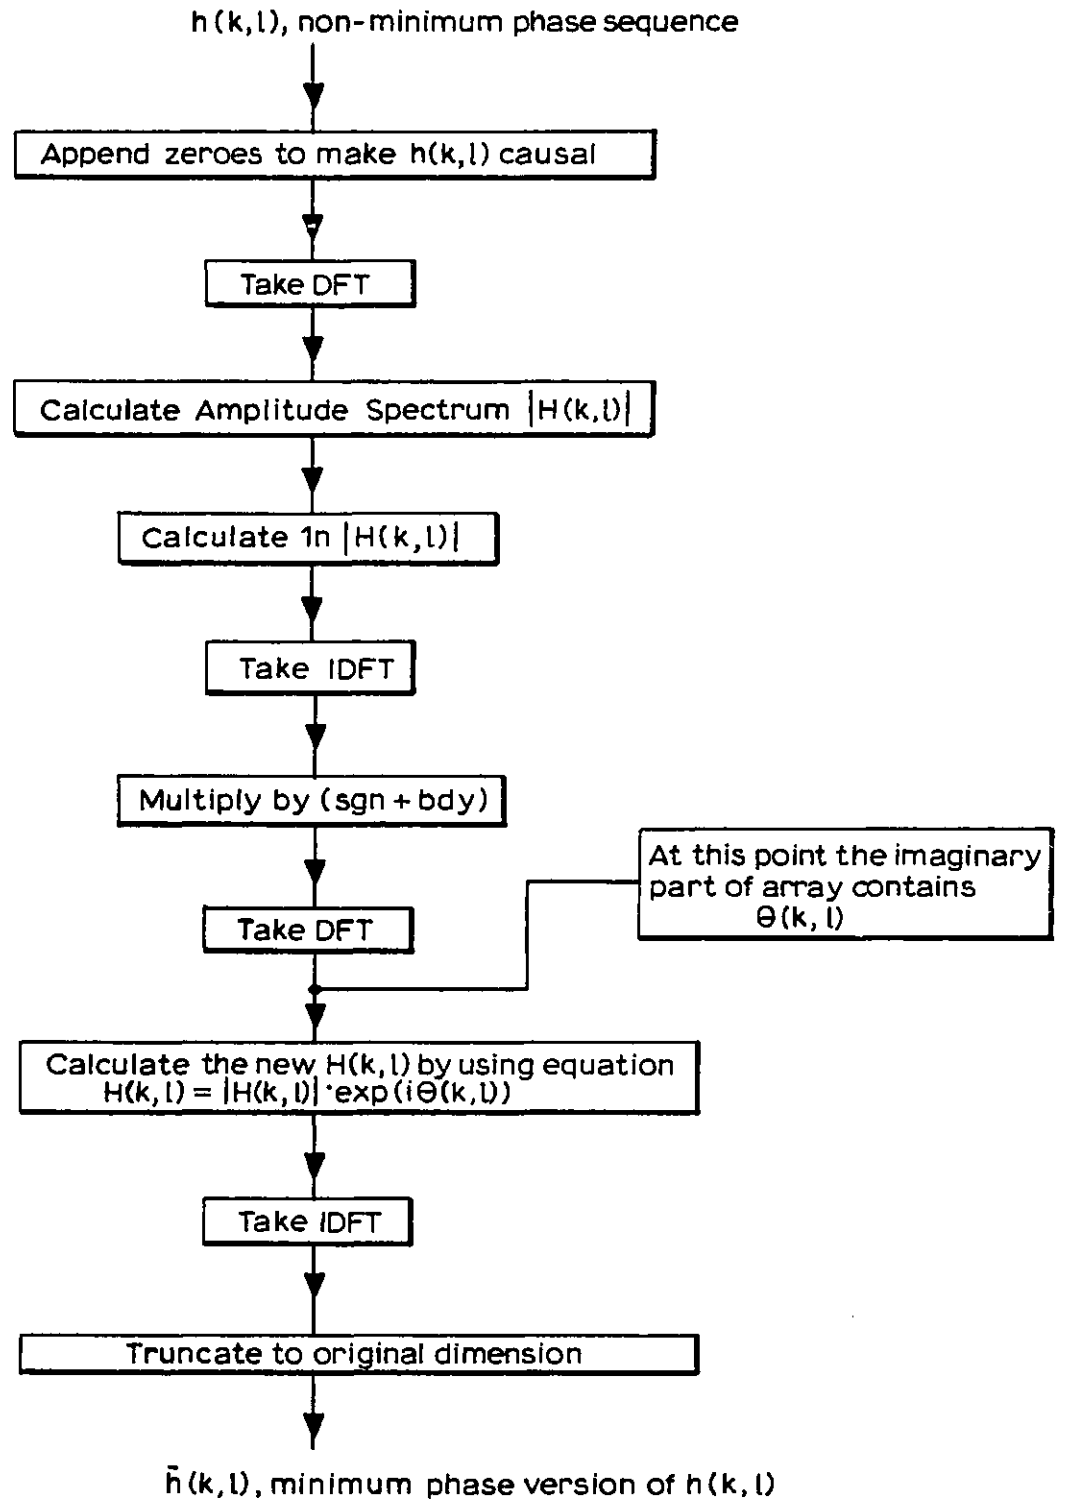 h(k,l), non-minimum phase sequence
Append zeroes to make h(k,l) causal
Take DFT
Calculate Amplitude Spectrum |H(k,l)|
Calculate ln |H(k,l)|
Take IDFT
Multiply by (sgn + bdy)
At this point the imaginary
part of array contains
θ(k, l)
Take DFT
Calculate the new H(k,l) by using equation
H(k, l) = |H(k,l)| · exp(iθ(k,l))
Take IDFT
Truncate to original dimension
h̄(k,l), minimum phase version of h(k,l)